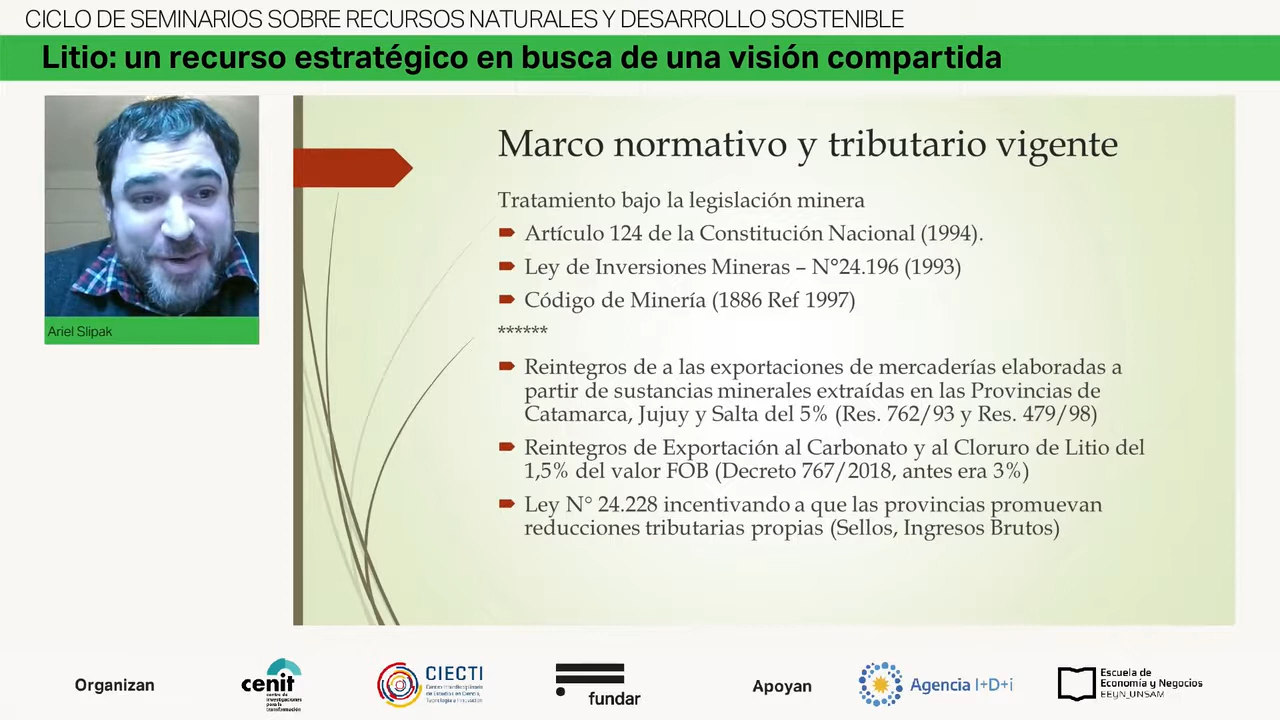 CICLO DE SEMINARIOS SOBRE RECURSOS NATURALES Y DESARROLLO SOSTENIBLE
Litio: un recurso estratégico en busca de una visión compartida
Ariel Slipak
Marco normativo y tributario vigente
Tratamiento bajo la legislación minera
Artículo 124 de la Constitución Nacional (1994).
Ley de Inversiones Mineras – N°24.196 (1993)
Código de Minería (1886 Ref 1997)
******
Reintegros de a las exportaciones de mercaderías elaboradas a
partir de sustancias minerales extraídas en las Provincias de
Catamarca, Jujuy y Salta del 5% (Res. 762/93 y Res. 479/98)
Reintegros de Exportación al Carbonato y al Cloruro de Litio del
1,5% del valor FOB (Decreto 767/2018, antes era 3%)
Ley N° 24.228 incentivando a que las provincias promuevan
reducciones tributarias propias (Sellos, Ingresos Brutos)
Organizan
cenit
centro de
investigaciones
para la
transformación
CIECTI
Centro Interdisciplinario
de Estudios en Ciencia,
Tecnología e Innovación
fundar
Apoyan
Agencia I+D+i
Escuela de
Economía y Negocios
EEyN_UNSAM